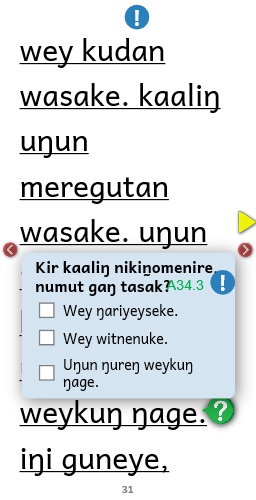 wey kudan
wasake. kaaliŋ
uŋun
meregutan
wasake. uŋun
Kir kaaliŋ nikiṉomenire,
numut gaŋ tasak? A34.3
Wey ŋariyeyseke.
Wey witnenuke.
Uŋun ŋureŋ weykuŋ
ŋage.
weykuŋ ŋage.
iŋi guneye,
31